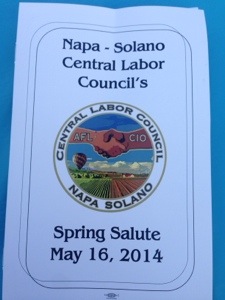 Napa - Solano
Central Labor
Council's
CENTRAL LABOR COUNCIL
AFL CIO
NAPA SOLANO
Spring Salute
May 16, 2014